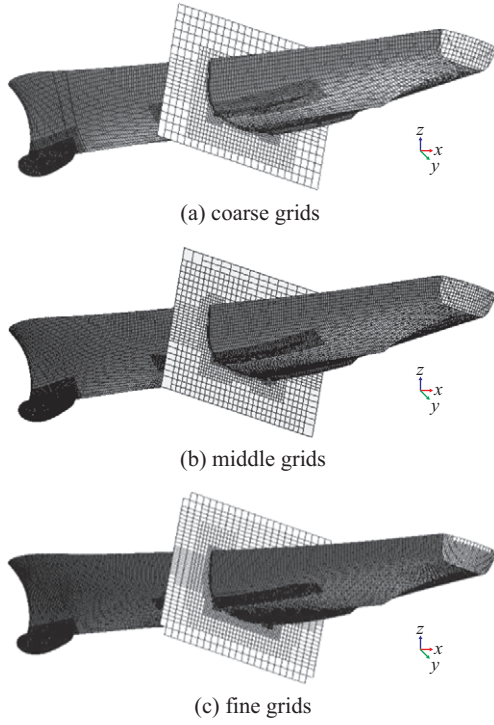 z
x
y
(a) coarse grids
z
x
y
(b) middle grids
z
x
y
(c) fine grids